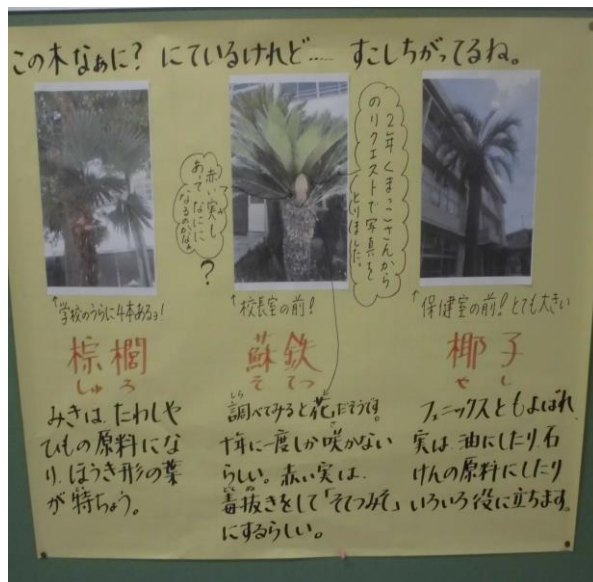 この木なぁに? にているけれど…… すこしちがってるね。
2年くまっこさんから
のリクエストで写真を
とりました。
赤い実も
あって なにに
なるのかな。
?
↑学校のうらに4本あるョ!
↑校長室の前!
↑保健室の前!とても大きい
棕櫚
しゅろ
みきは、たわしや
ひもの原料にな
り、ほうき形の葉
が特ちょう。
蘇鉄
そてつ
調べてみると花だそうです。
十年に一度しか咲かない
らしい。赤い実は、
毒抜きをして「そてつみそ」
にするらしい。
椰子
やし
フェニックスともよばれ、
実は、油にしたり、石
けんの原料にしたり
いろいろ役に立ちます。